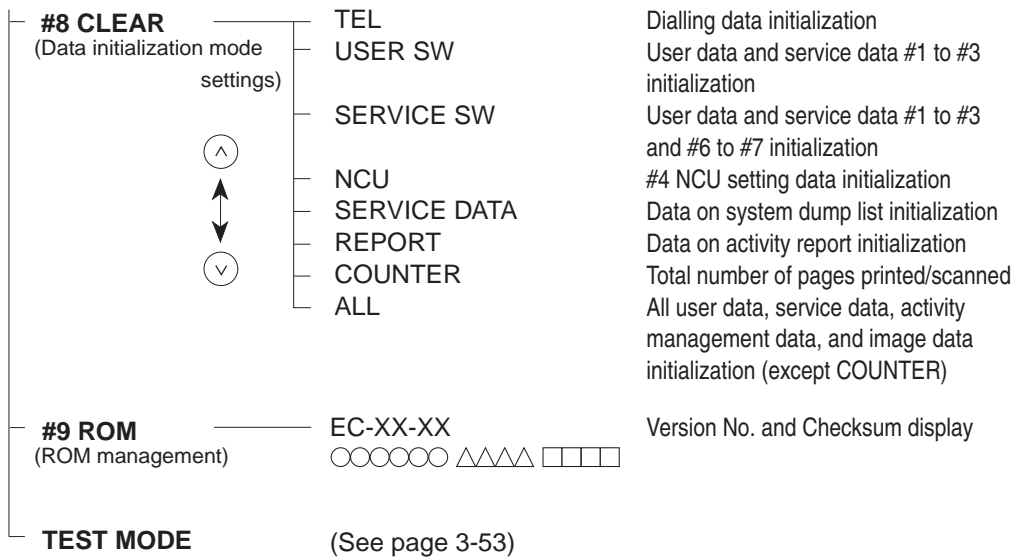 #8 CLEAR TEL Dialling data initialization
(Data initialization mode USER SW User data and service data #1 to #3
settings) initialization
SERVICE SW User data and service data #1 to #3
and #6 to #7 initialization
NCU #4 NCU setting data initialization
SERVICE DATA Data on system dump list initialization
REPORT Data on activity report initialization
COUNTER Total number of pages printed/scanned
ALL All user data, service data, activity
management data, and image data
initialization (except COUNTER)
#9 ROM EC-XX-XX Version No. and Checksum display
(ROM management) ○○○○○○ △△△△ □□□□
TEST MODE (See page 3-53)